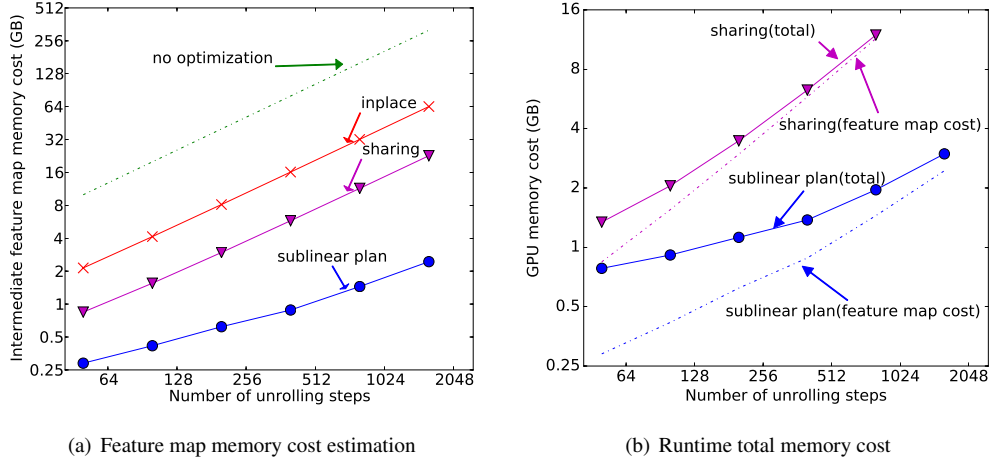 Intermediate feature map memory cost (GB)
512
256
128
64
32
16
8
4
2
1
0.5
0.25
no optimization
inplace
sharing
sublinear plan
64 128 256 512 1024 2048
Number of unrolling steps
(a) Feature map memory cost estimation
GPU memory cost (GB)
16
8
4
2
1
0.5
0.25
sharing(total)
sharing(feature map cost)
sublinear plan(total)
sublinear plan(feature map cost)
64 128 256 512 1024 2048
Number of unrolling steps
(b) Runtime total memory cost